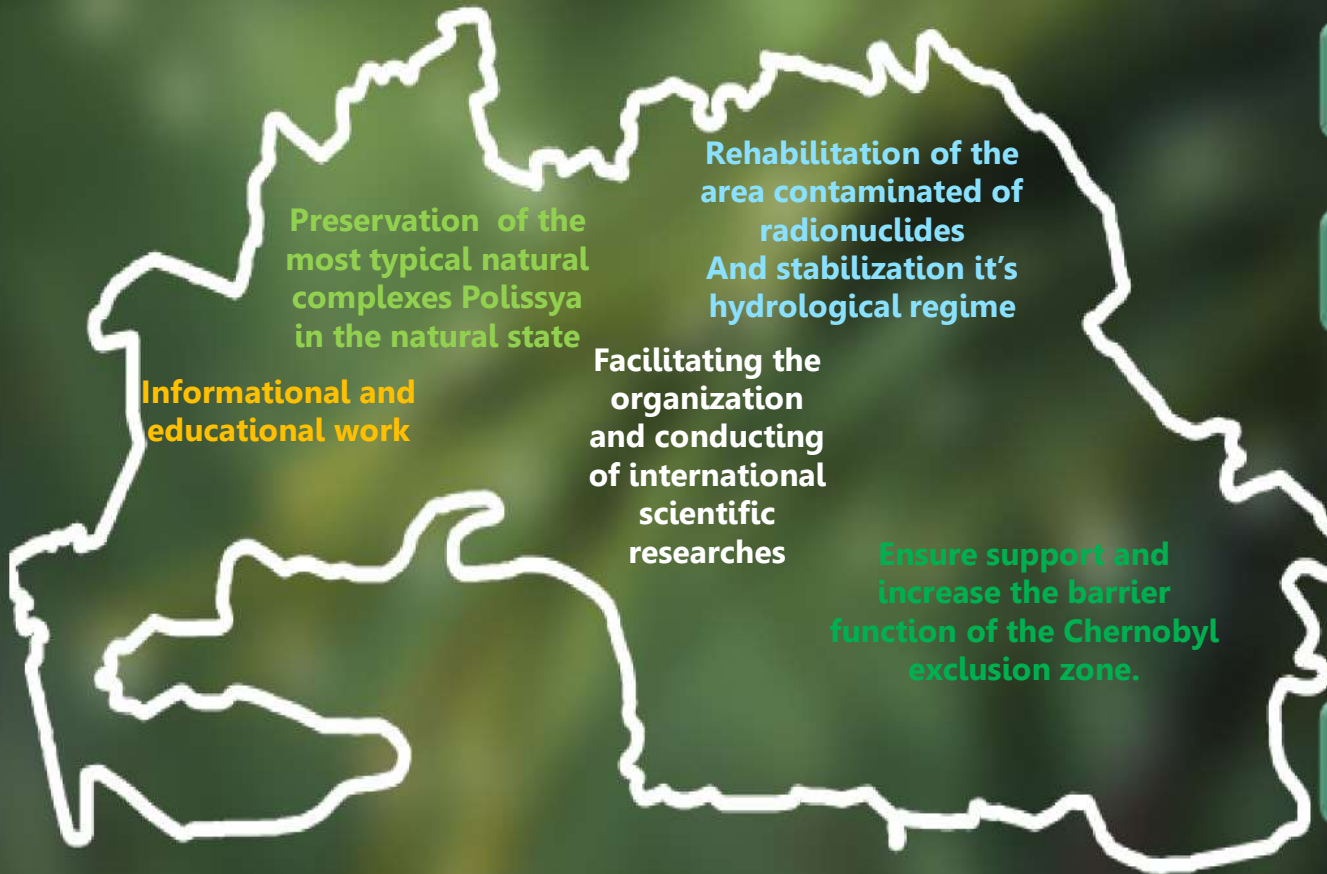 Preservation of the
most typical natural
complexes Polissya
in the natural state
Rehabilitation of the
area contaminated of
radionuclides
And stabilization it's
hydrological regime
Informational and
educational work
Facilitating the
organization
and conducting
of international
scientific
researches
Ensure support and
increase the barrier
function of the Chernobyl
exclusion zone.